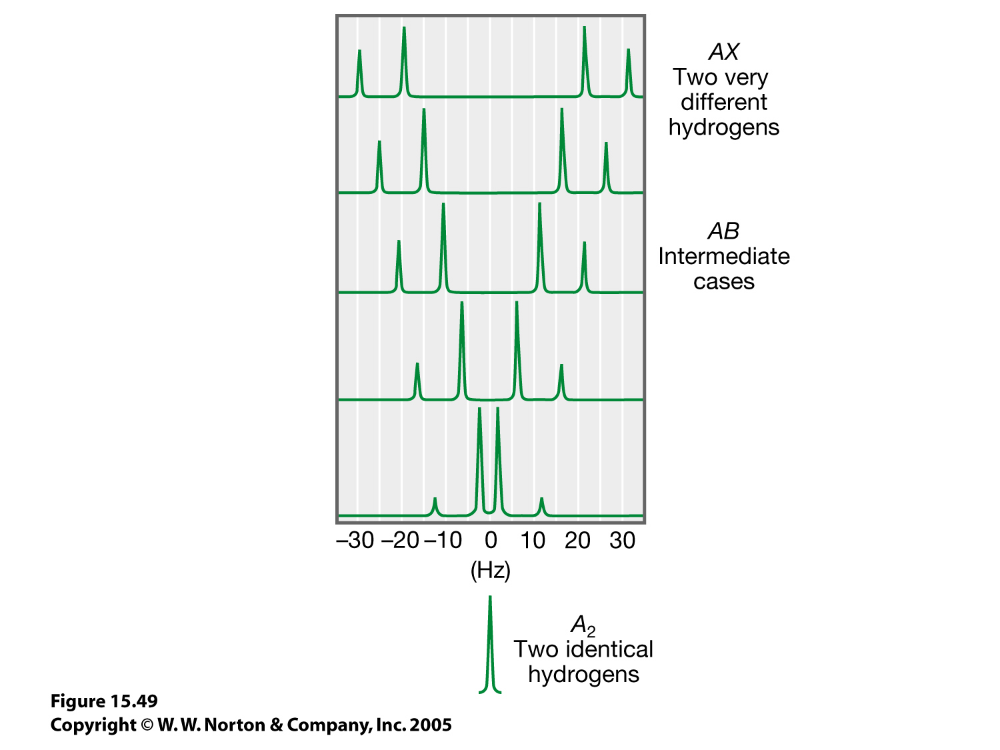 AX
Two very
different
hydrogens
AB
Intermediate
cases
–30 –20 –10 0 10 20 30
(Hz)
A2
Two identical
hydrogens
Figure 15.49
Copyright © W. W. Norton & Company, Inc. 2005